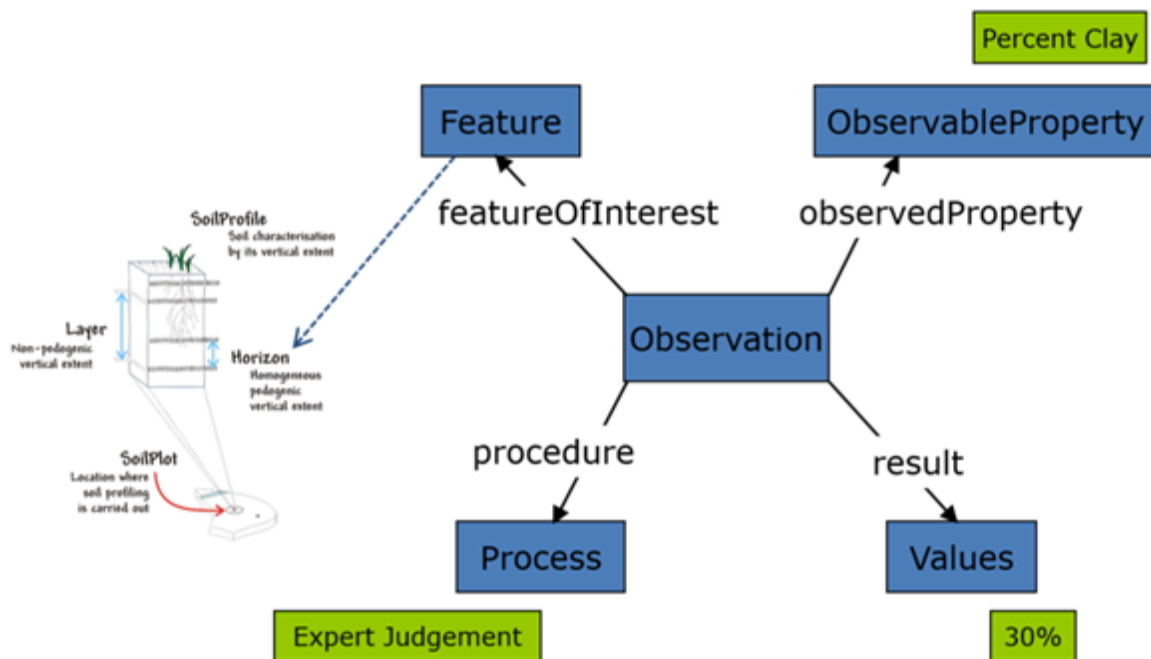 Percent Clay
Feature
ObservableProperty
featureOfInterest
observedProperty
SoilProfile
Soil characterisation
by its vertical extent
Layer
Non-pedogenic
vertical extent
Horizon
Homogeneous
pedogenic
vertical extent
Observation
SoilPlot
Location where
soil profiling
is carried out
procedure
result
Process
Values
Expert Judgement
30%